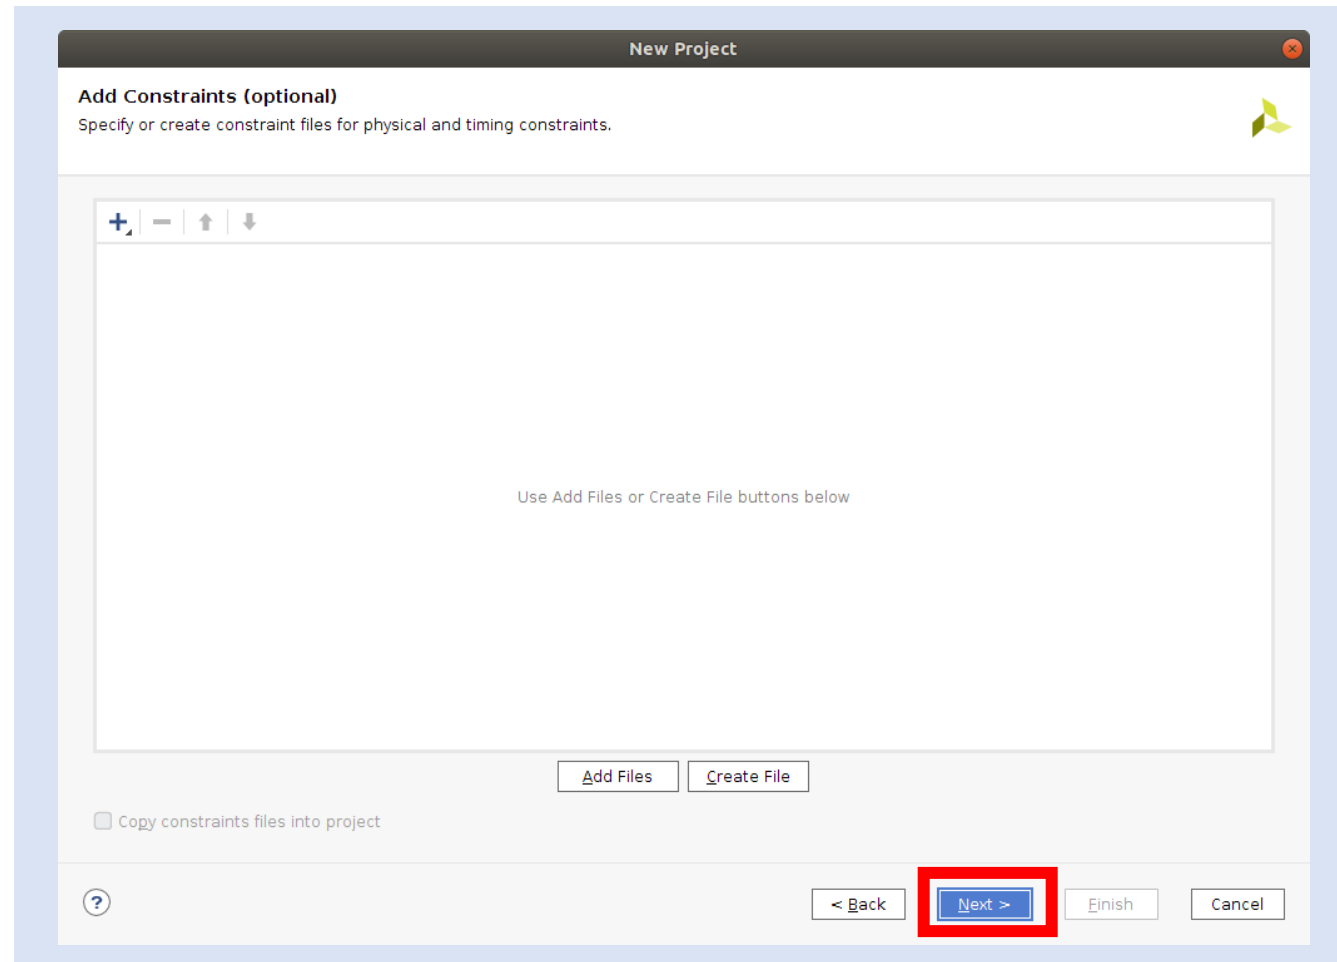 New Project
Add Constraints (optional)
Specify or create constraint files for physical and timing constraints.
Use Add Files or Create File buttons below
Add Files
Create File
Copy constraints files into project
?
< Back
Next >
Finish
Cancel